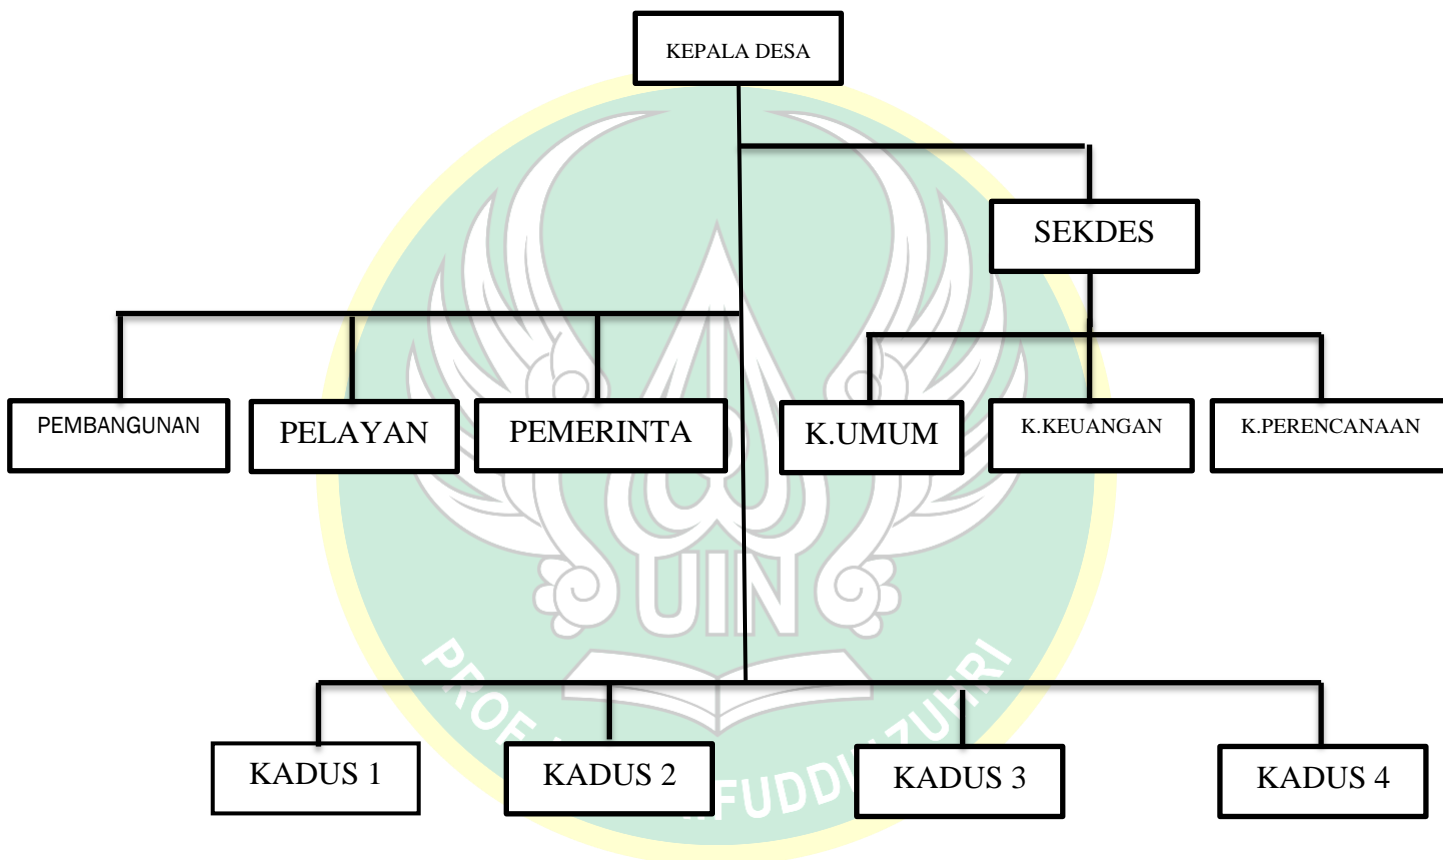 KEPALA DESA
SEKDES
PEMBANGUNAN
PELAYAN
PEMERINTA
K.UMUM
K.KEUANGAN
K.PERENCANAAN
UIN
KADUS 1
KADUS 2
KADUS 3
KADUS 4